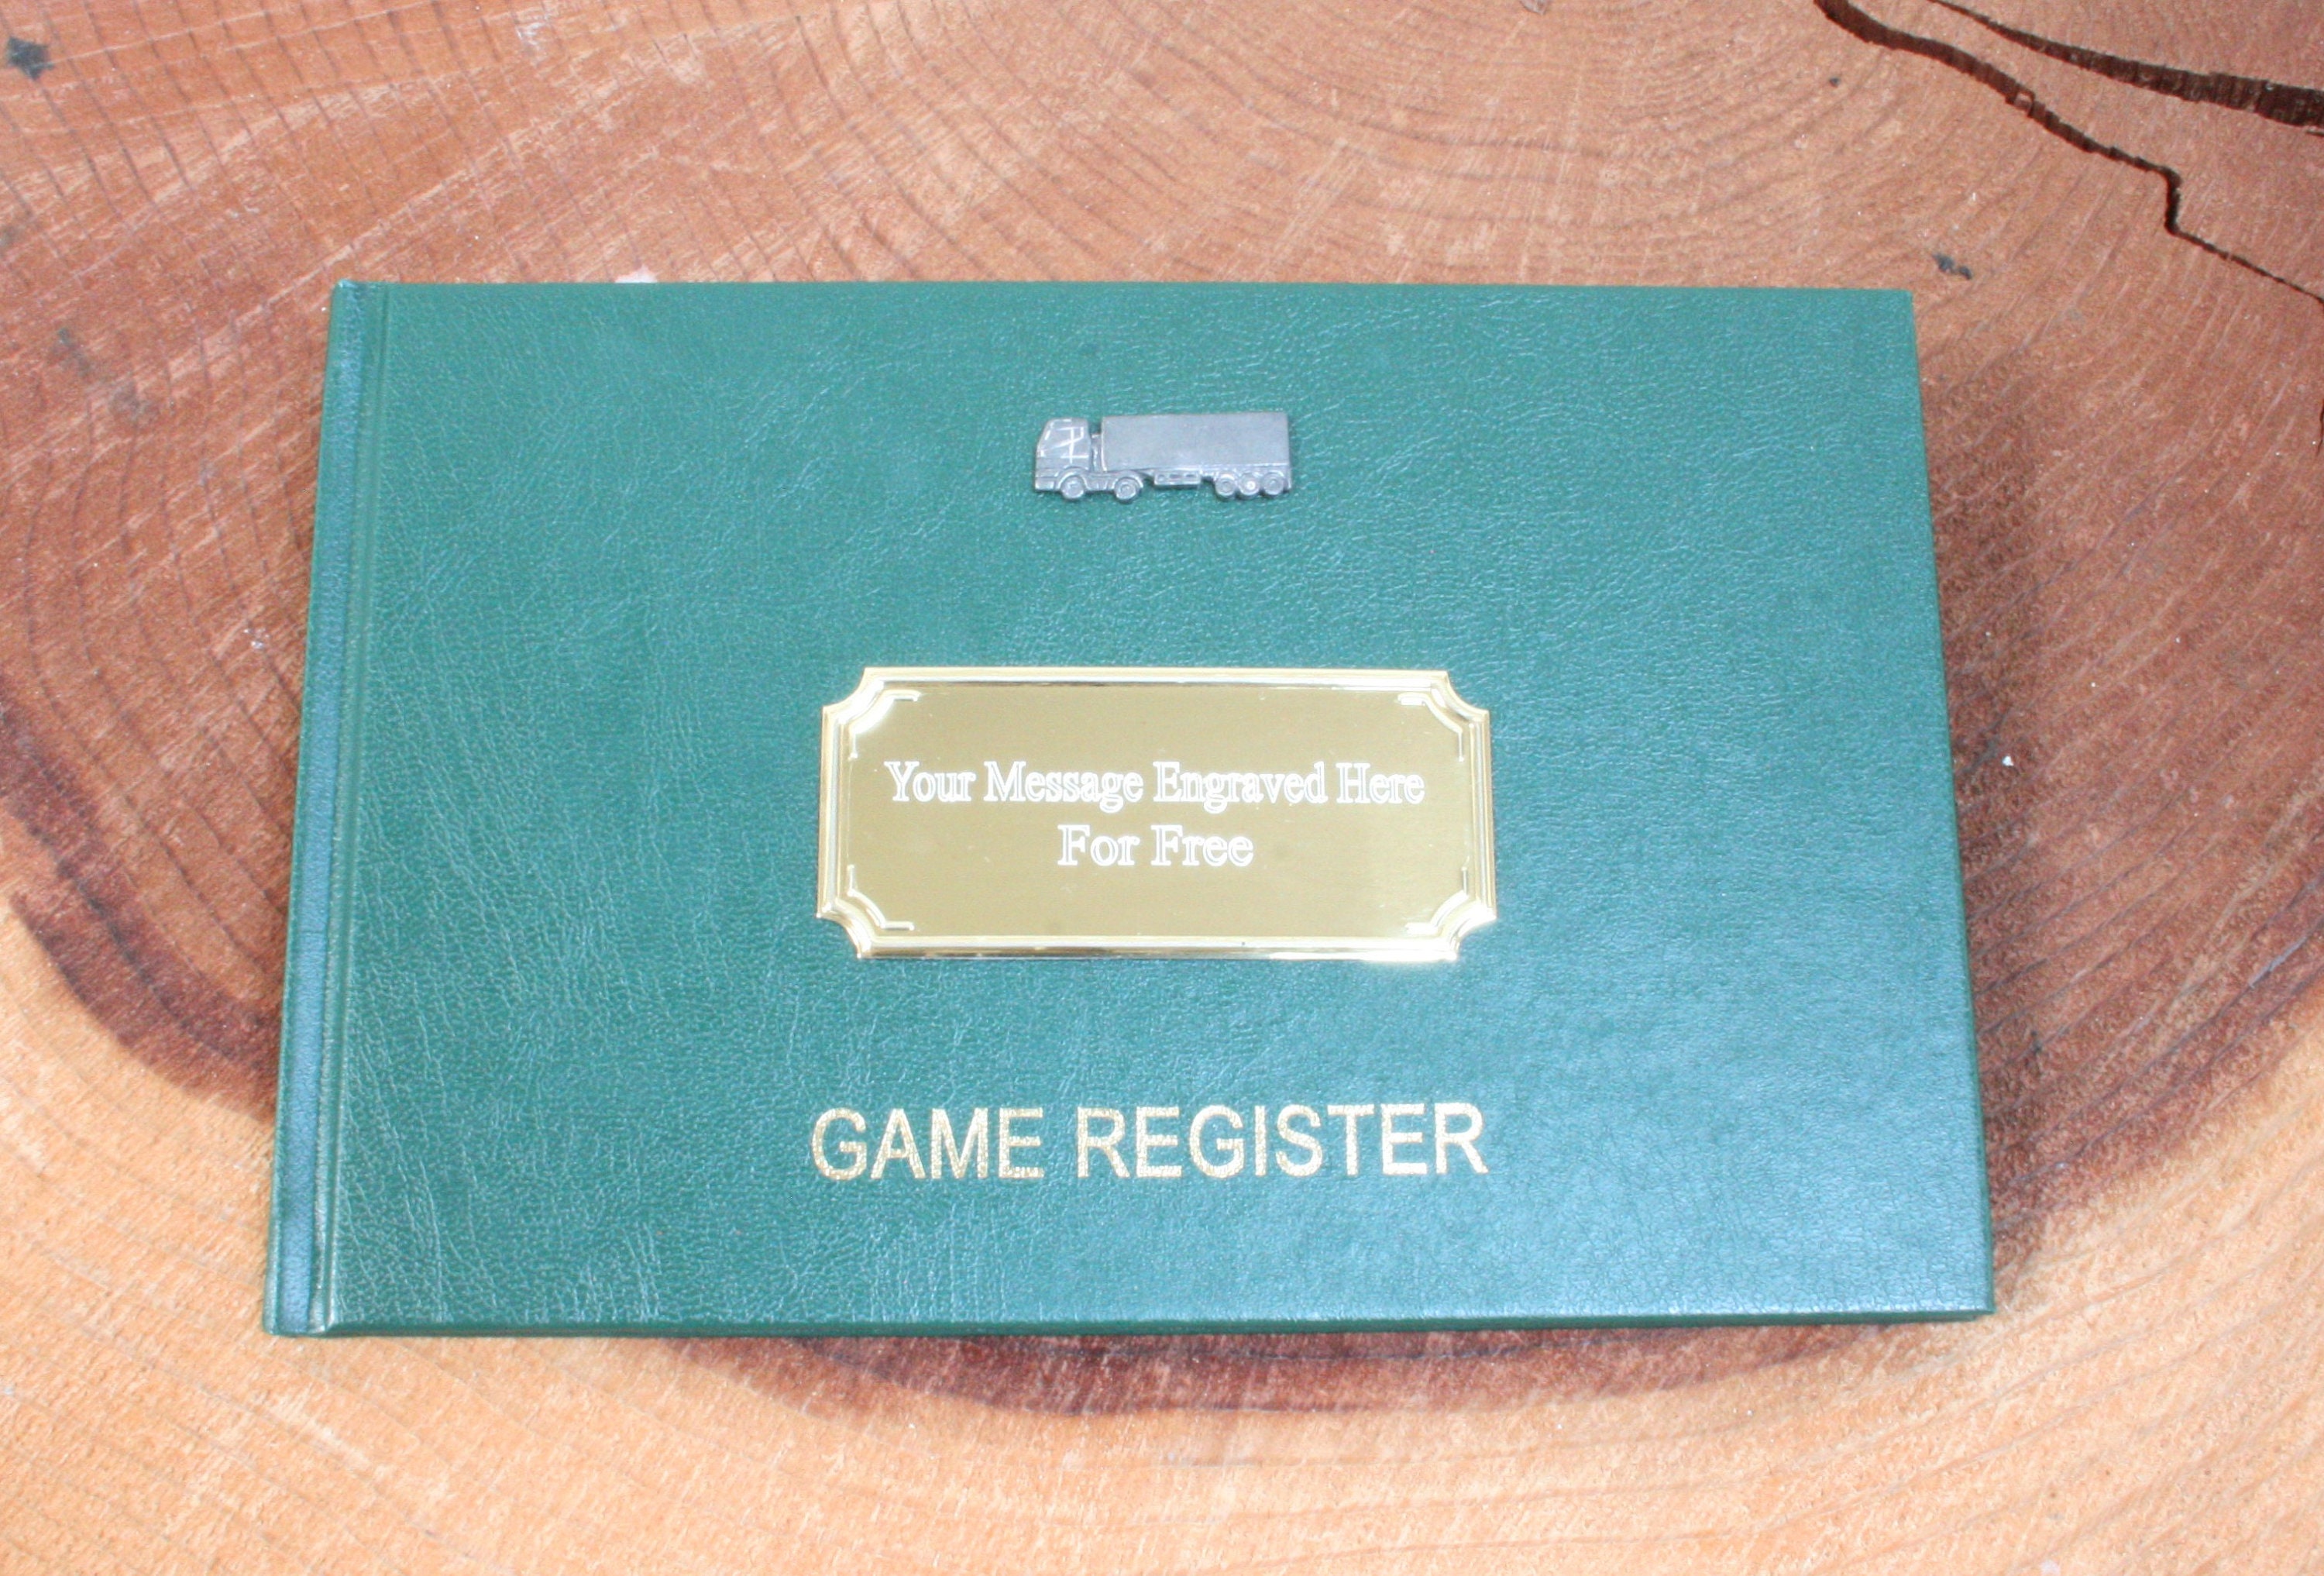 Your Message Engraved Here
For Free
GAME REGISTER